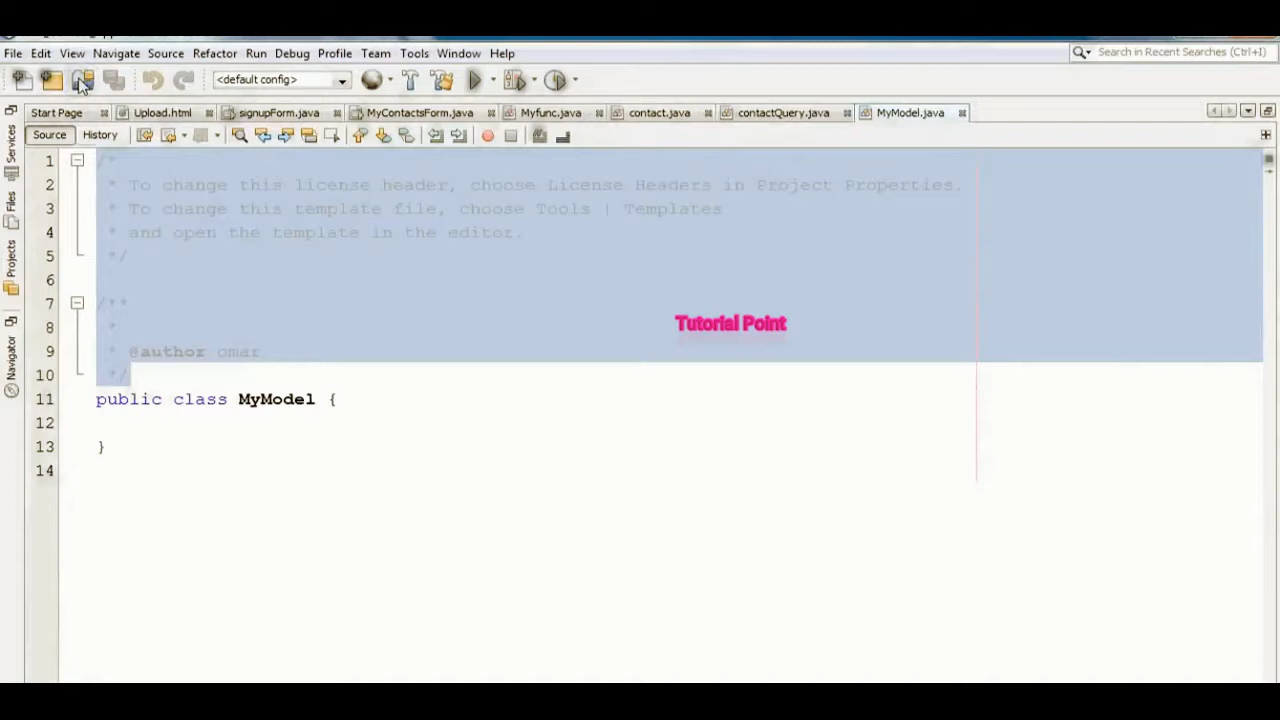 File Edit View Navigate Source Refactor Run Debug Profile Team Tools Window Help
Search in Recent Searches (Ctrl+I)
<default config>
Start Page Upload.html signupForm.java MyContactsForm.java Myfunc.java contact.java contactQuery.java MyModel.java
Source History
Services
Files
Projects
Navigator
1 /*
2 * To change this license header, choose License Headers in Project Properties.
3 * To change this template file, choose Tools | Templates
4 * and open the template in the editor.
5 */
6
7 /**
8 *
9 * @author omar
10 */
11 public class MyModel {
12
13 }
14
Tutorial Point